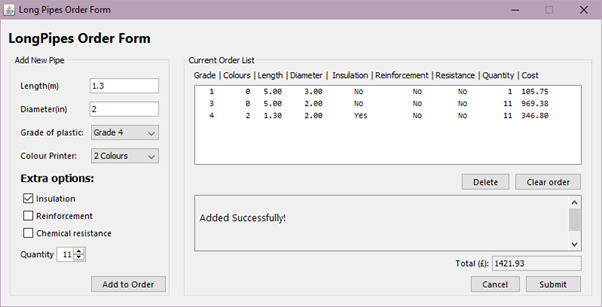 Long Pipes Order Form
LongPipes Order Form
Add New Pipe
Length(m) 1.3
Diameter(in) 2
Grade of plastic: Grade 4
Colour Printer: 2 Colours
Extra options:
Insulation
Reinforcement
Chemical resistance
Quantity 11
Add to Order
Current Order List
Grade | Colours | Length | Diameter | Insulation | Reinforcement | Resistance | Quantity | Cost
1 0 5.00 3.00 No No No 1 105.75
3 0 5.00 2.00 No No No 11 969.38
4 2 1.30 2.00 Yes No No 11 346.80
Delete Clear order
Added Successfully!
Total (£): 1421.93
Cancel Submit